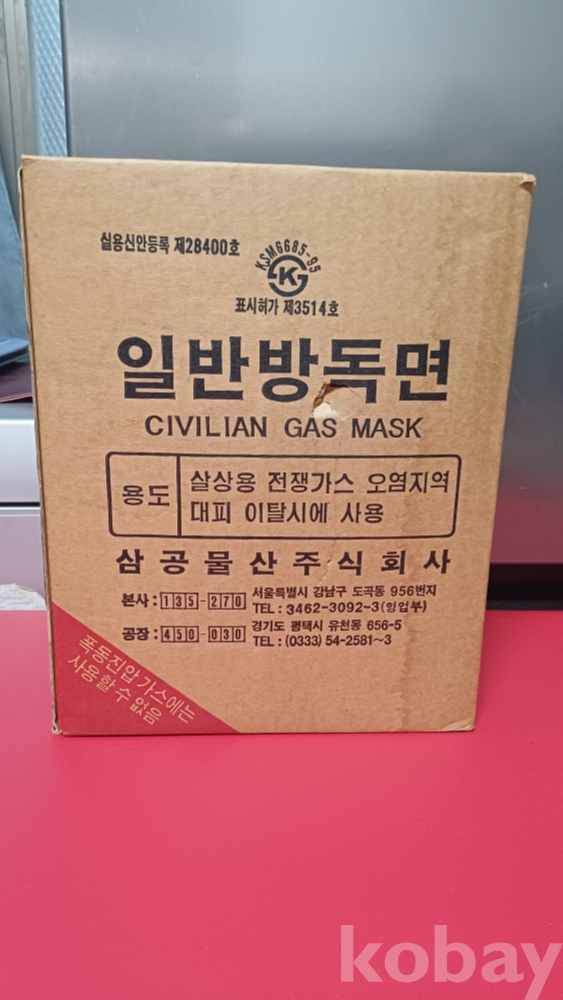 실용신안등록 제28400호
KSM6685-95
K
표시허가 제3514호
일반방독면
CIVILIAN GAS MASK
용도
살상용 전쟁가스 오염지역
대피 이탈시에 사용
삼공물산주식회사
본사 : 135-270 서울특별시 강남구 도곡동 956번지
TEL : 3462-3092~3(영업부)
공장 : 450-030 경기도 평택시 유천동 656-5
TEL : (0333) 54-2581~3
폭동진압 가스에는
사용할 수 없음
kobay